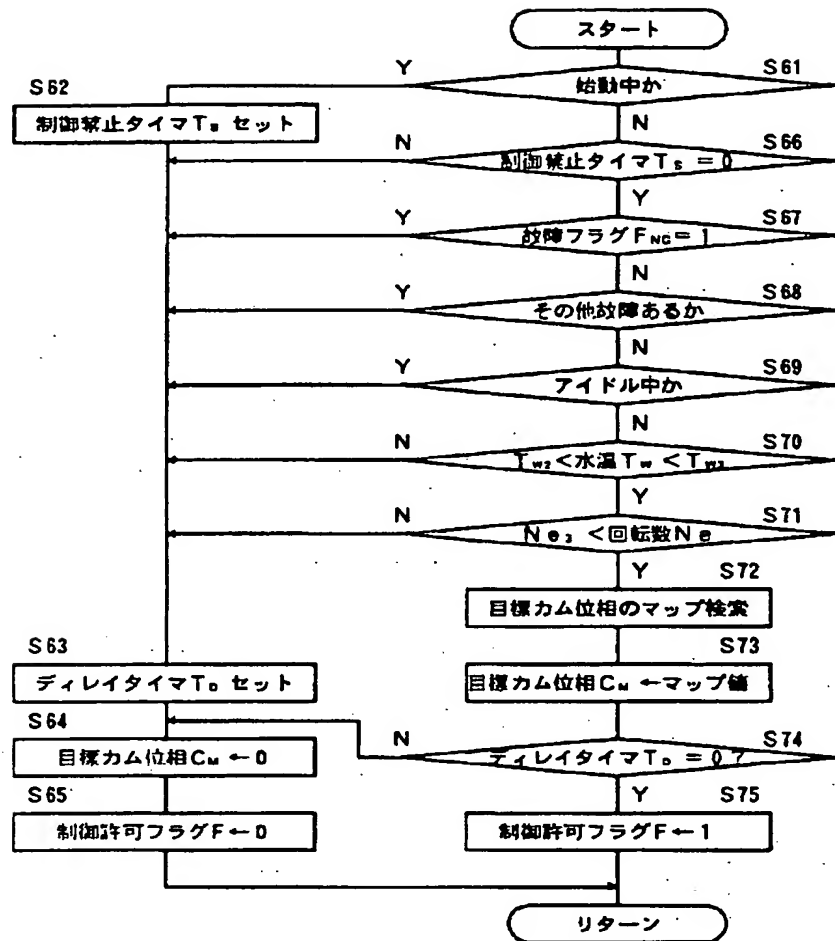 スタート
Y
S61
始動中か
S62
制御禁止タイマTs セット
N
N
S66
制御禁止タイマTs = 0
Y
Y
S67
故障フラグFNG=1
N
Y
S68
その他故障あるか
N
Y
S69
アイドル中か
N
N
S70
Tw2<水温Tw<Tw3
Y
N
S71
Ne3<回転数Ne
Y
S72
目標カム位相のマップ検索
S63
S73
ディレイタイマTD セット
目標カム位相CM←マップ値
S64
N
S74
目標カム位相CM←0
ディレイタイマTD = 0?
S65
Y
S75
制御許可フラグF←0
制御許可フラグF←1
リターン